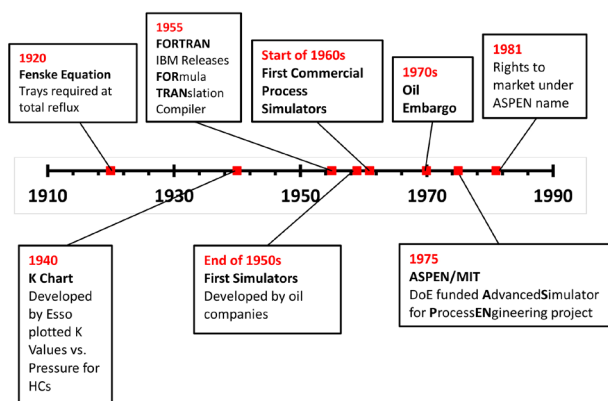 1920
Fenske Equation
Trays required at
total reflux
1955
FORTRAN
IBM Releases
FORmula
TRANslation
Compiler
Start of 1960s
First Commercial
Process
Simulators
1970s
Oil
Embargo
1981
Rights to
market under
ASPEN name
1910
1930
1950
1970
1990
1940
K Chart
Developed
by Esso
plotted K
Values vs.
Pressure for
HCs
End of 1950s
First Simulators
Developed by oil
companies
1975
ASPEN/MIT
DoE funded AdvancedSimulator
for ProcessENgineering project